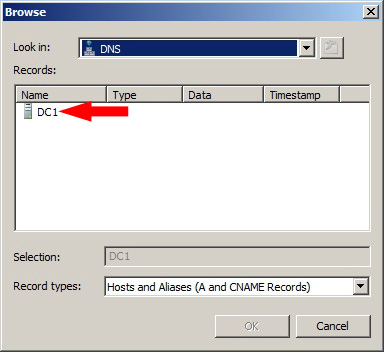 Browse
Look in: DNS
Records:
Name Type Data Timestamp
DC1
Selection: DC1
Record types: Hosts and Aliases (A and CNAME Records)
OK Cancel